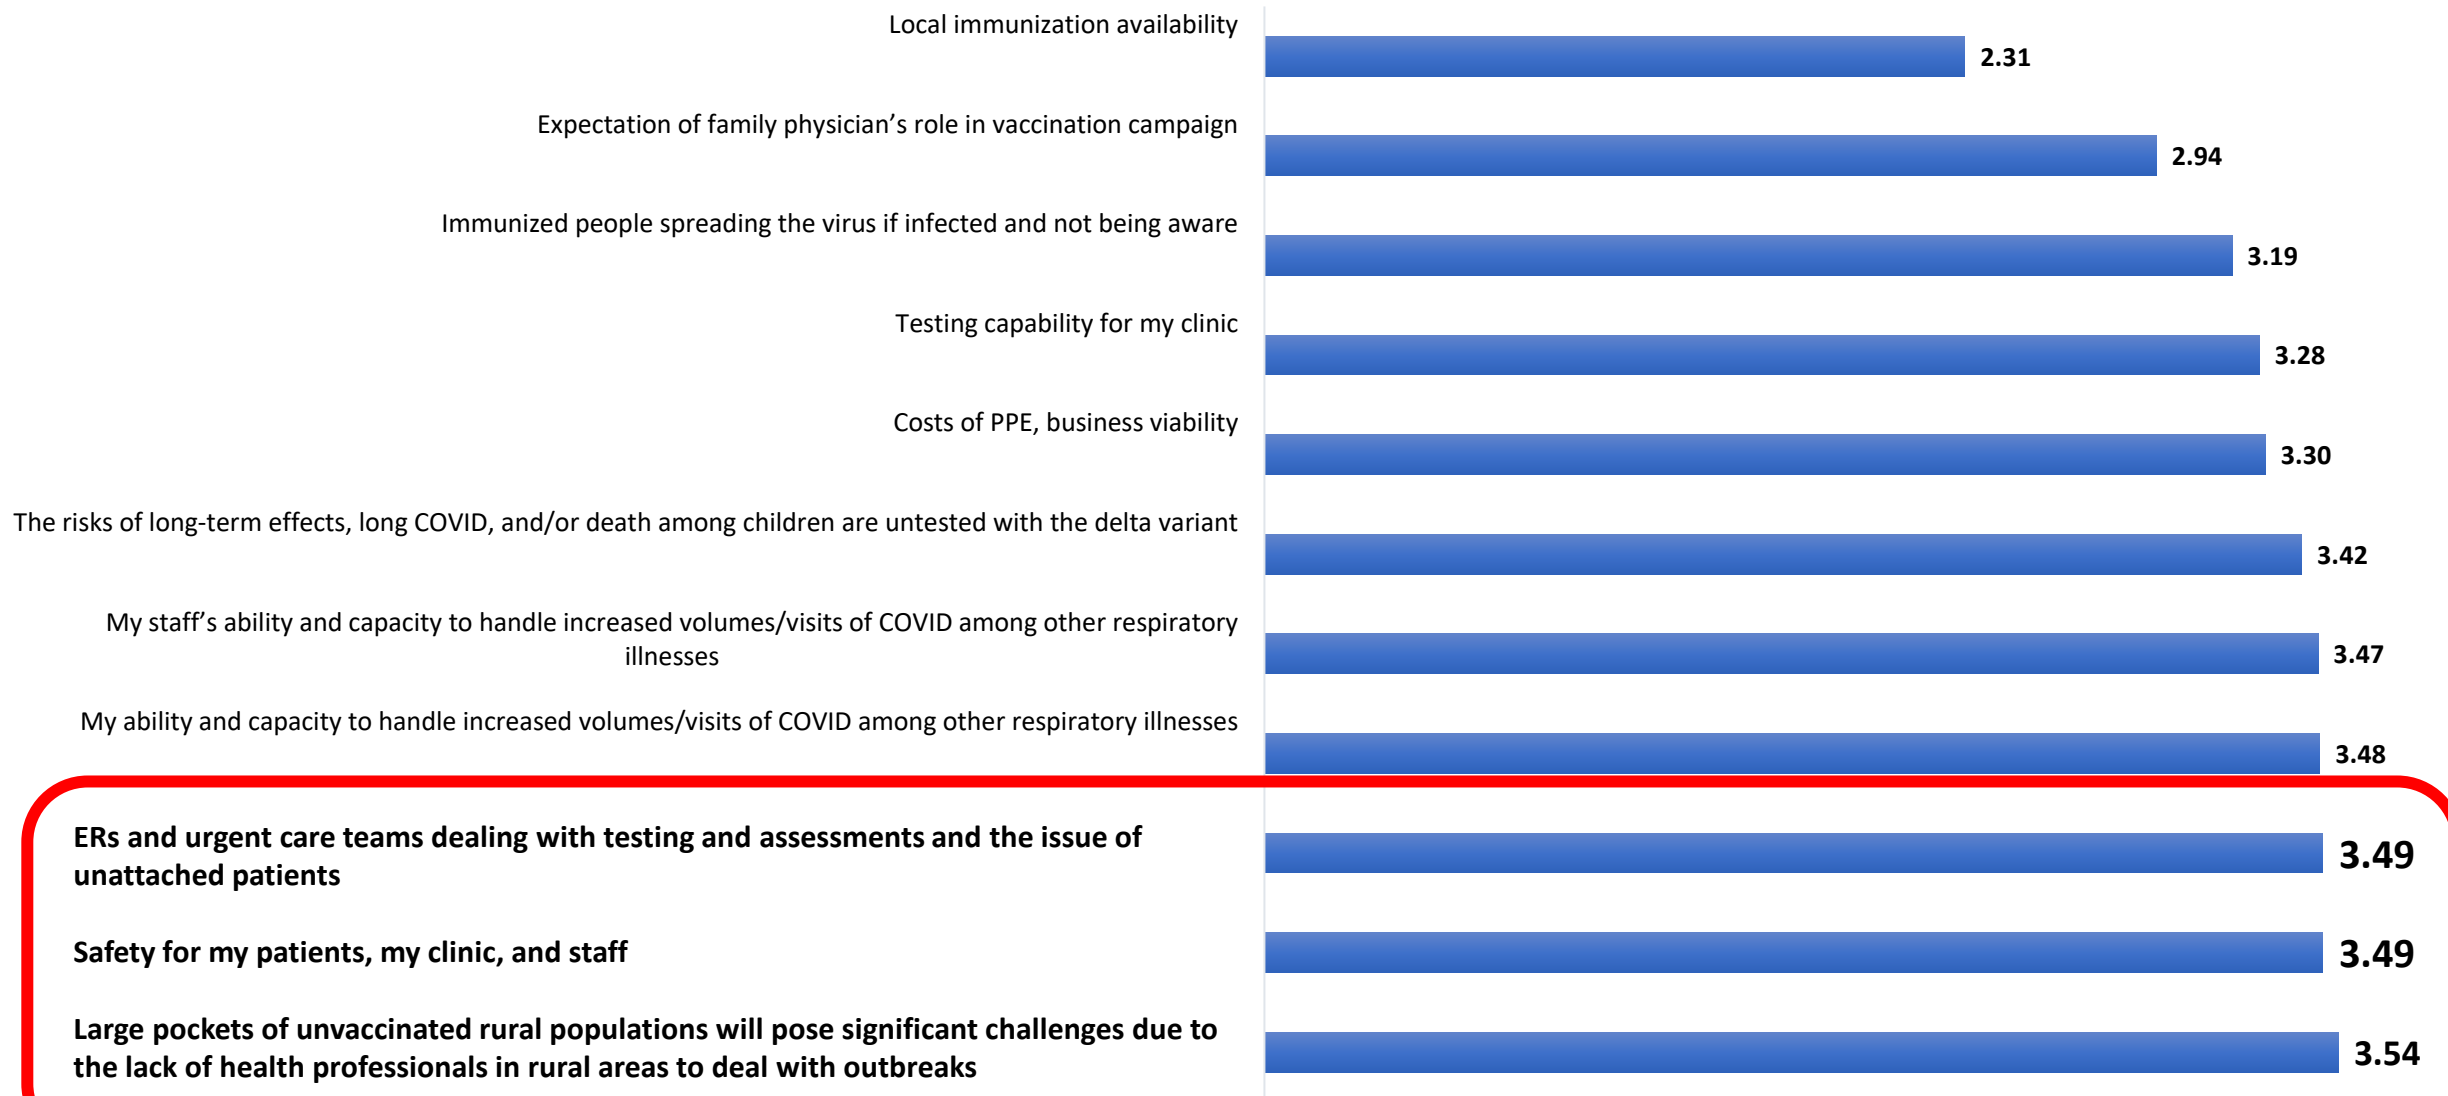 Local immunization availability
2.31
Expectation of family physician’s role in vaccination campaign
2.94
Immunized people spreading the virus if infected and not being aware
3.19
Testing capability for my clinic
3.28
Costs of PPE, business viability
3.30
The risks of long-term effects, long COVID, and/or death among children are untested with the delta variant
3.42
My staff’s ability and capacity to handle increased volumes/visits of COVID among other respiratory
illnesses
3.47
My ability and capacity to handle increased volumes/visits of COVID among other respiratory illnesses
3.48
ERs and urgent care teams dealing with testing and assessments and the issue of
unattached patients
3.49
Safety for my patients, my clinic, and staff
3.49
Large pockets of unvaccinated rural populations will pose significant challenges due to
the lack of health professionals in rural areas to deal with outbreaks
3.54